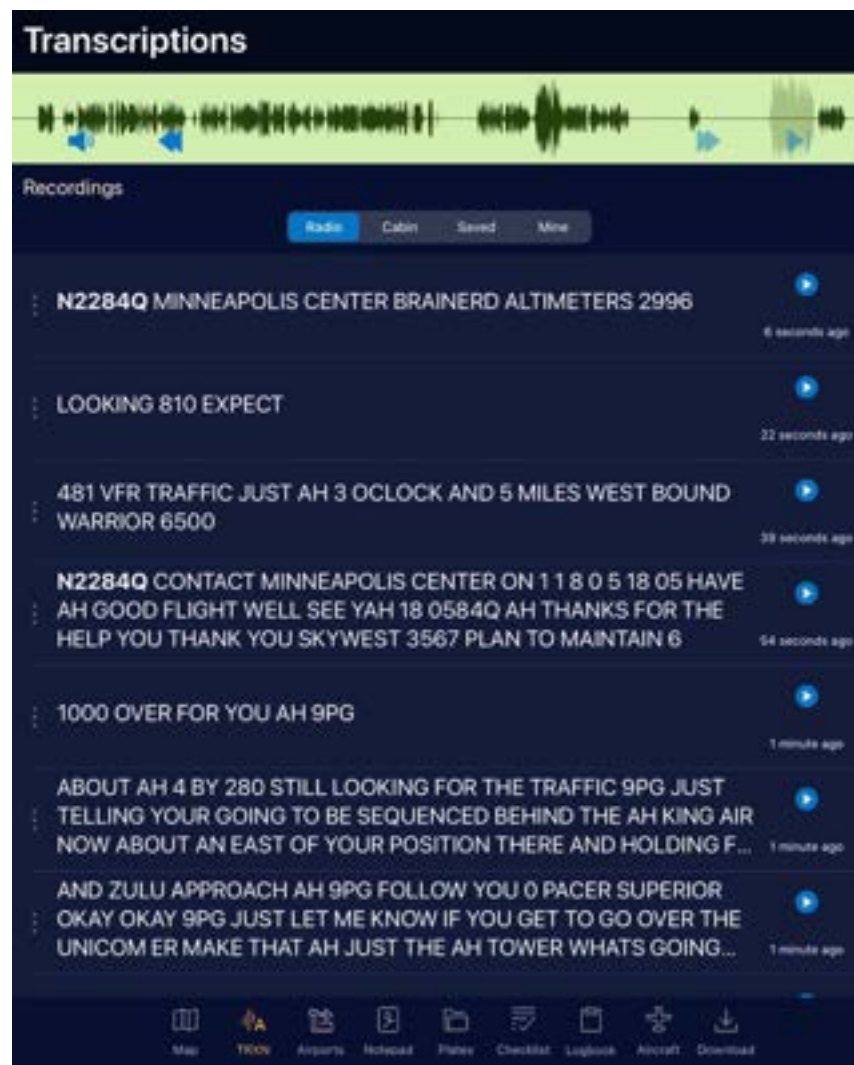 Transcriptions
Recordings
Radio Cabin Saved Mine
N2284Q MINNEAPOLIS CENTER BRAINERD ALTIMETERS 2996
6 seconds ago
LOOKING 810 EXPECT
22 seconds ago
481 VFR TRAFFIC JUST AH 3 OCLOCK AND 5 MILES WEST BOUND
WARRIOR 6500
39 seconds ago
N2284Q CONTACT MINNEAPOLIS CENTER ON 1 1 8 0 5 18 05 HAVE
AH GOOD FLIGHT WELL SEE YAH 18 0584Q AH THANKS FOR THE
HELP YOU THANK YOU SKYWEST 3567 PLAN TO MAINTAIN 6
54 seconds ago
1000 OVER FOR YOU AH 9PG
1 minute ago
ABOUT AH 4 BY 280 STILL LOOKING FOR THE TRAFFIC 9PG JUST
TELLING YOUR GOING TO BE SEQUENCED BEHIND THE AH KING AIR
NOW ABOUT AN EAST OF YOUR POSITION THERE AND HOLDING F...
1 minute ago
AND ZULU APPROACH AH 9PG FOLLOW YOU 0 PACER SUPERIOR
OKAY OKAY 9PG JUST LET ME KNOW IF YOU GET TO GO OVER THE
UNICOM ER MAKE THAT AH JUST THE AH TOWER WHATS GOING...
1 minute ago
Map Airports Notepad Plates Checklist Logbook Aircraft Download